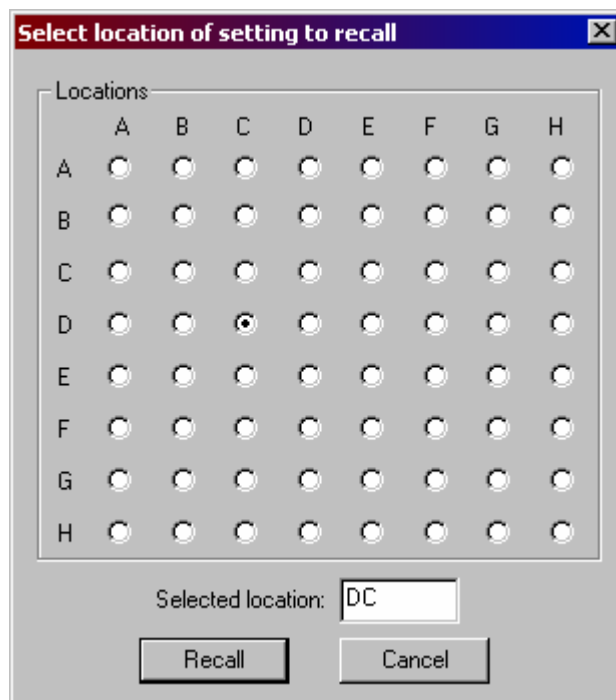 Select location of setting to recall
Locations
A B C D E F G H
A
B
C
D
E
F
G
H
Selected location: DC
Recall Cancel